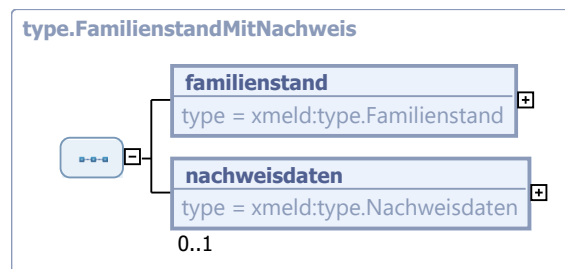 type.FamilienstandMitNachweis
familienstand
type = xmeld:type.Familienstand
nachweisdaten
type = xmeld:type.Nachweisdaten
0..1